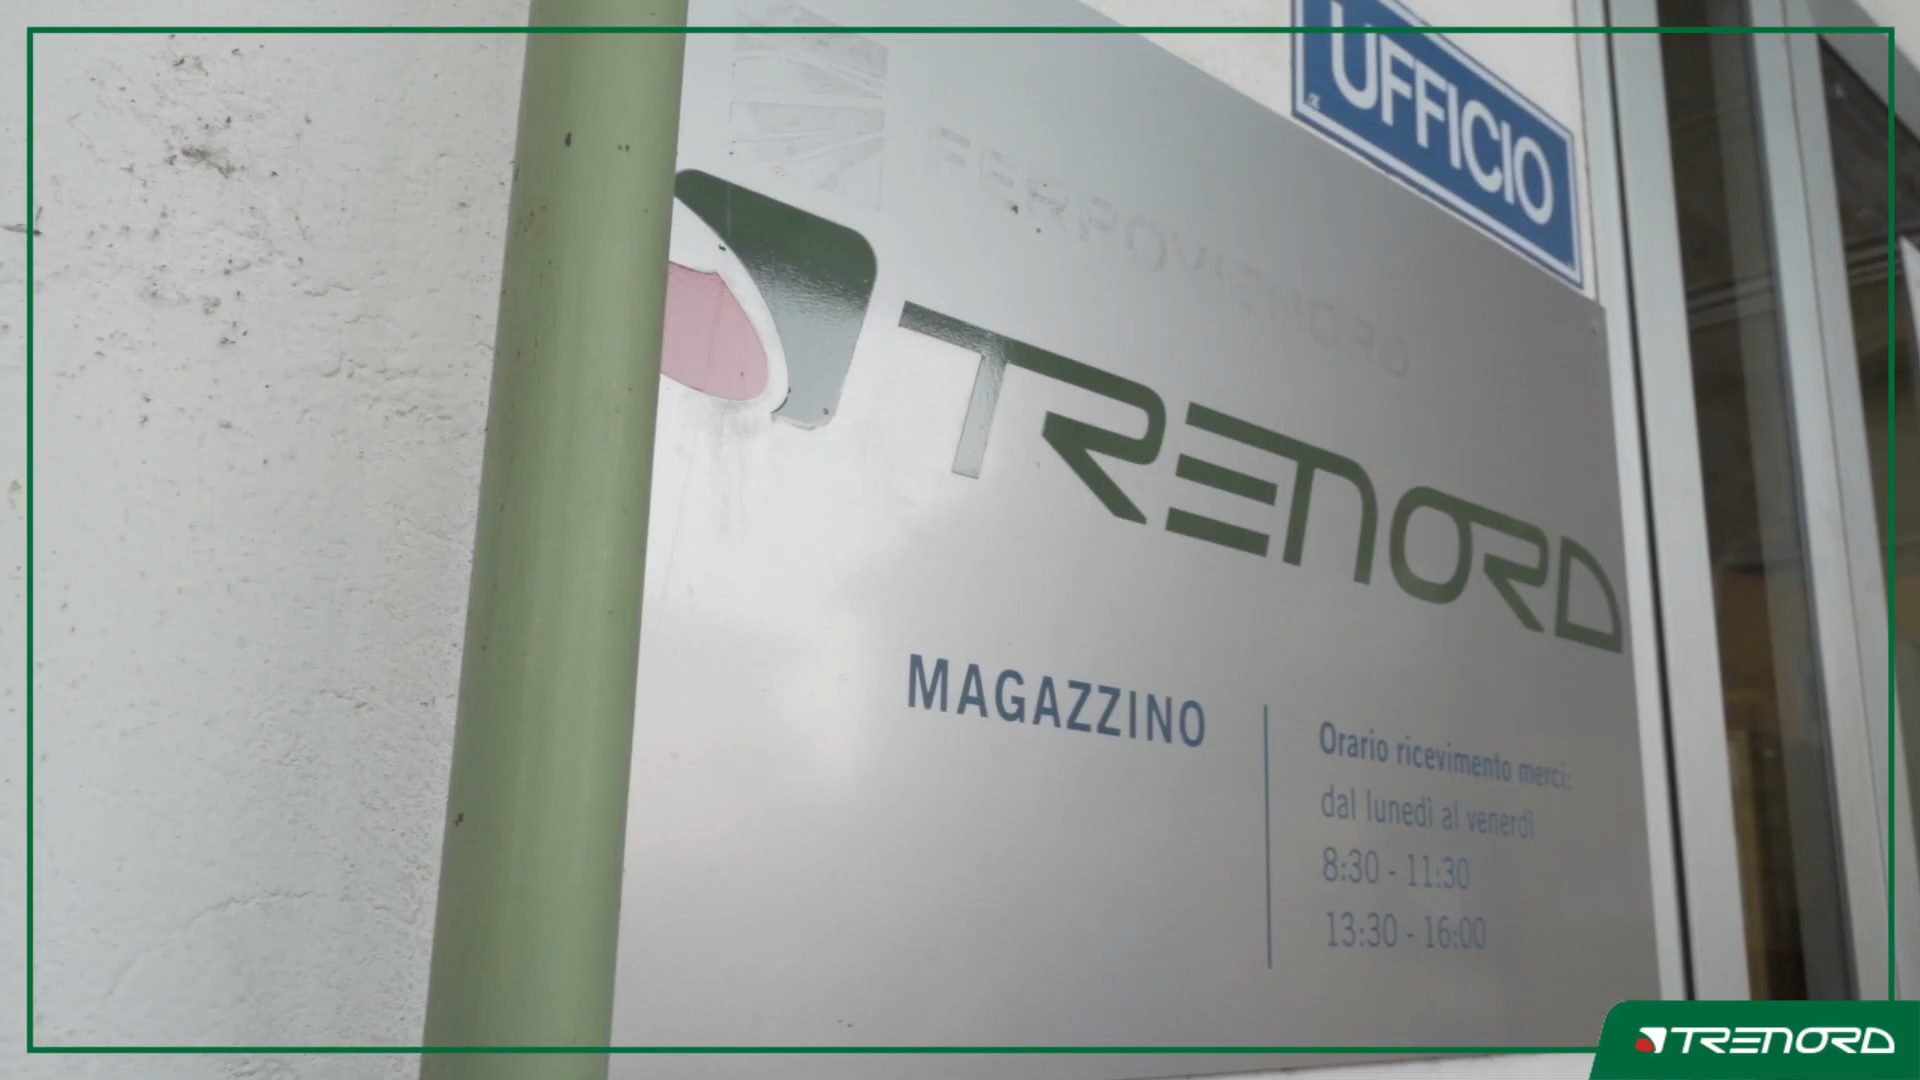 UFFICIO
FERROVIENORD
TRENORD
MAGAZZINO
Orario ricevimento merci:
dal lunedì al venerdì
8:30 - 11:30
13:30 - 16:00
TRENORD